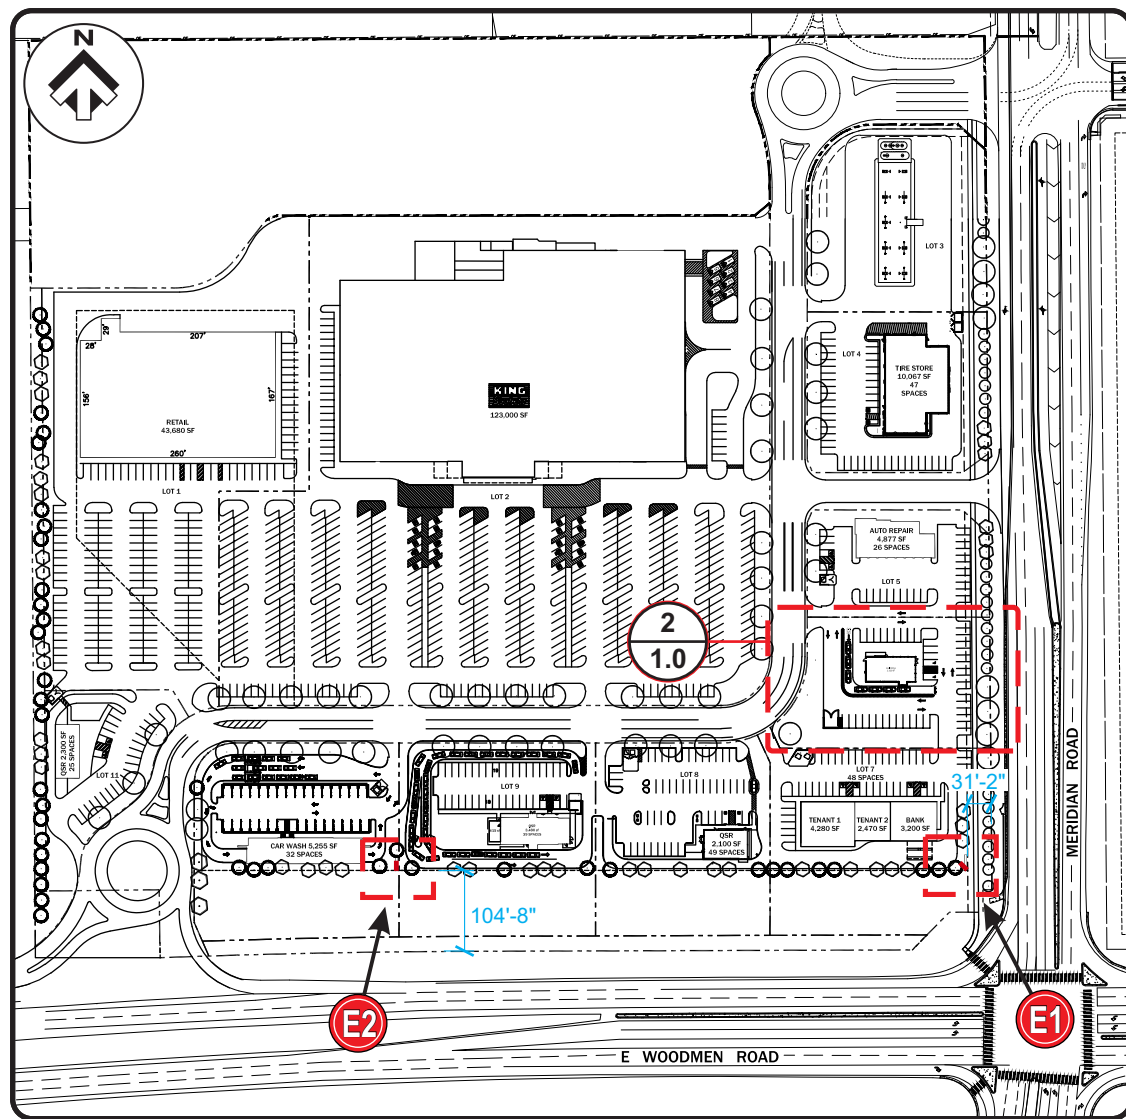 N
LOT 3
29'
28'
207'
156'
167'
RETAIL
43,680 SF
260'
LOT 1
KING
123,000 SF
LOT 2
LOT 4
TIRE STORE
10,067 SF
47
SPACES
AUTO REPAIR
4,877 SF
26 SPACES
LOT 5
2
1.0
QSR 2,300 SF
25 SPACES
LOT 11
LOT 9
LOT 8
LOT 7
48 SPACES
31'-2"
MERIDIAN ROAD
TENANT 1
4,280 SF
TENANT 2
2,470 SF
BANK
3,200 SF
QSR
2,100 SF
49 SPACES
CAR WASH 5,255 SF
32 SPACES
104'-8"
E2
E1
E WOODMEN ROAD